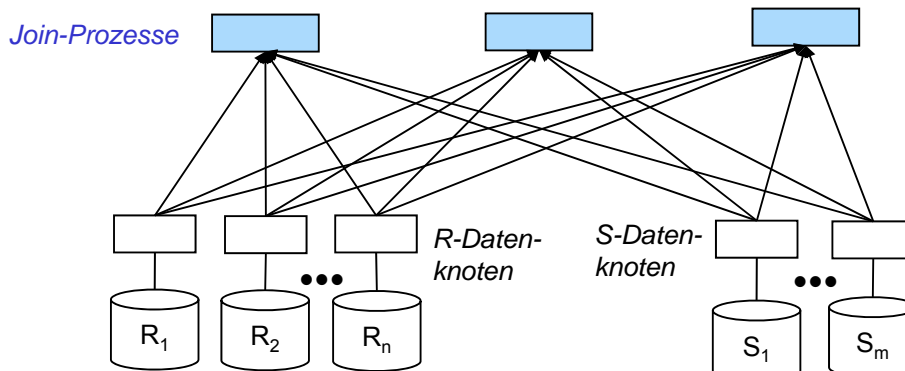 Join-Prozesse
R-Daten-
knoten
S-Daten-
knoten
R1
R2
Rn
S1
Sm